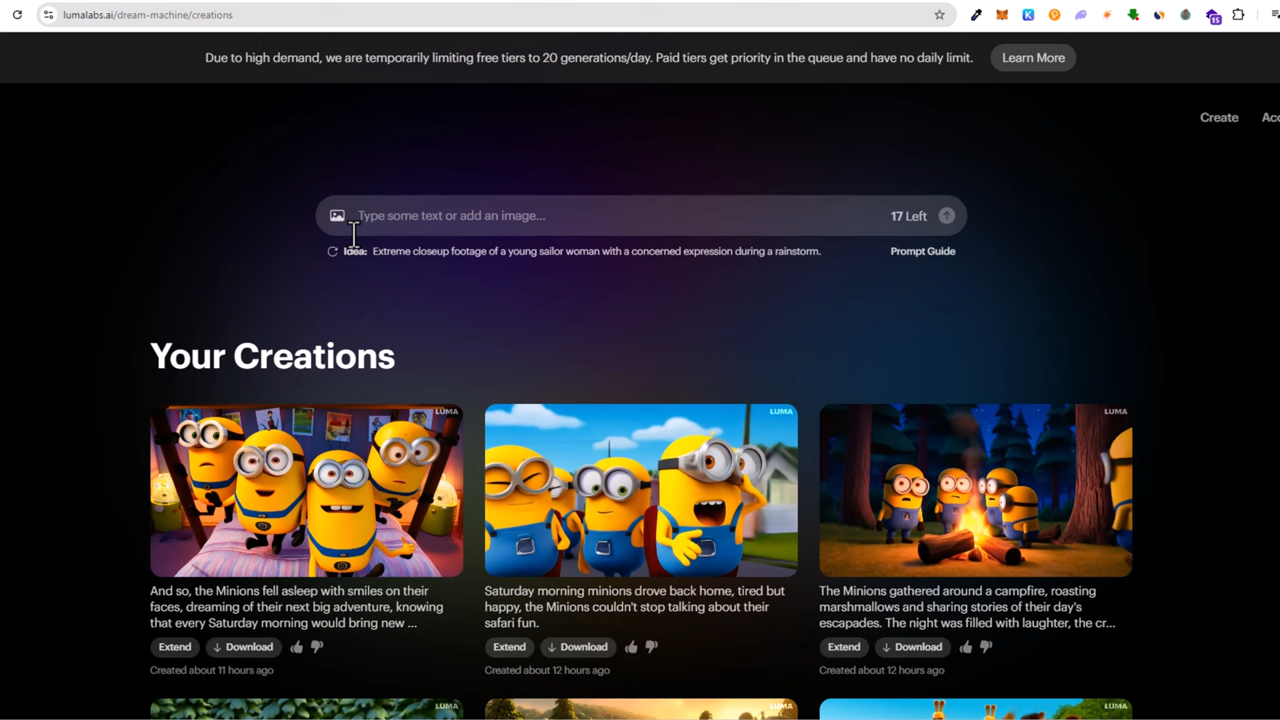 lumalabs.ai/dream-machine/creations
15
Due to high demand, we are temporarily limiting free tiers to 20 generations/day. Paid tiers get priority in the queue and have no daily limit. Learn More
Create
Type some text or add an image... 17 Left
Idea: Extreme closeup footage of a young sailor woman with a concerned expression during a rainstorm. Prompt Guide
Your Creations
LUMA
And so, the Minions fell asleep with smiles on their
faces, dreaming of their next big adventure, knowing
that every Saturday morning would bring new ...
Extend Download
Created about 11 hours ago
LUMA
Saturday morning minions drove back home, tired but
happy, the Minions couldn't stop talking about their
safari fun.
Extend Download
Created about 12 hours ago
LUMA
The Minions gathered around a campfire, roasting
marshmallows and sharing stories of their day's
escapades. The night was filled with laughter, the cr...
Extend Download
Created about 12 hours ago
LUMA
LUMA
LUMA